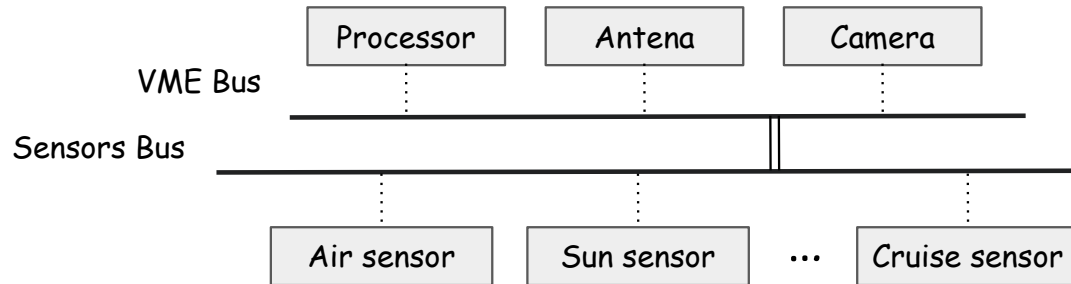 Processor
Antena
Camera
VME Bus
Sensors Bus
Air sensor
Sun sensor
...
Cruise sensor